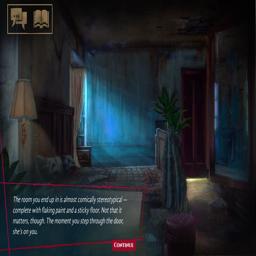 The room you end up in is almost comically stereotypical —
complete with flaking paint and a sticky floor. Not that it
matters, though. The moment you step through the door,
she's on you.
Continue